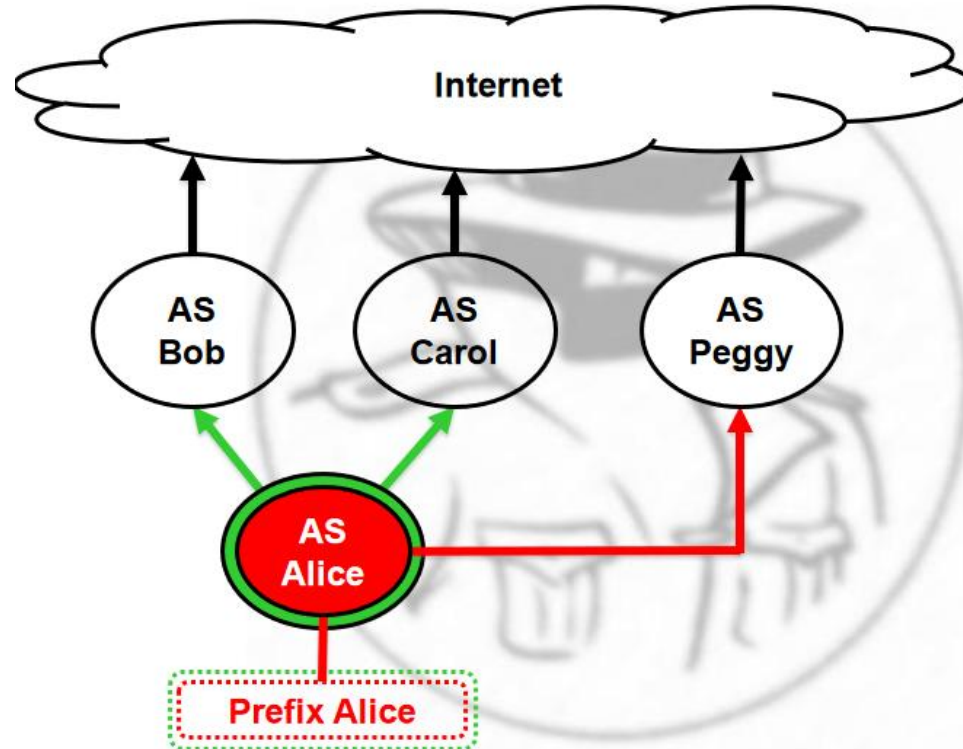 Internet
AS
Bob
AS
Carol
AS
Peggy
AS
Alice
Prefix Alice